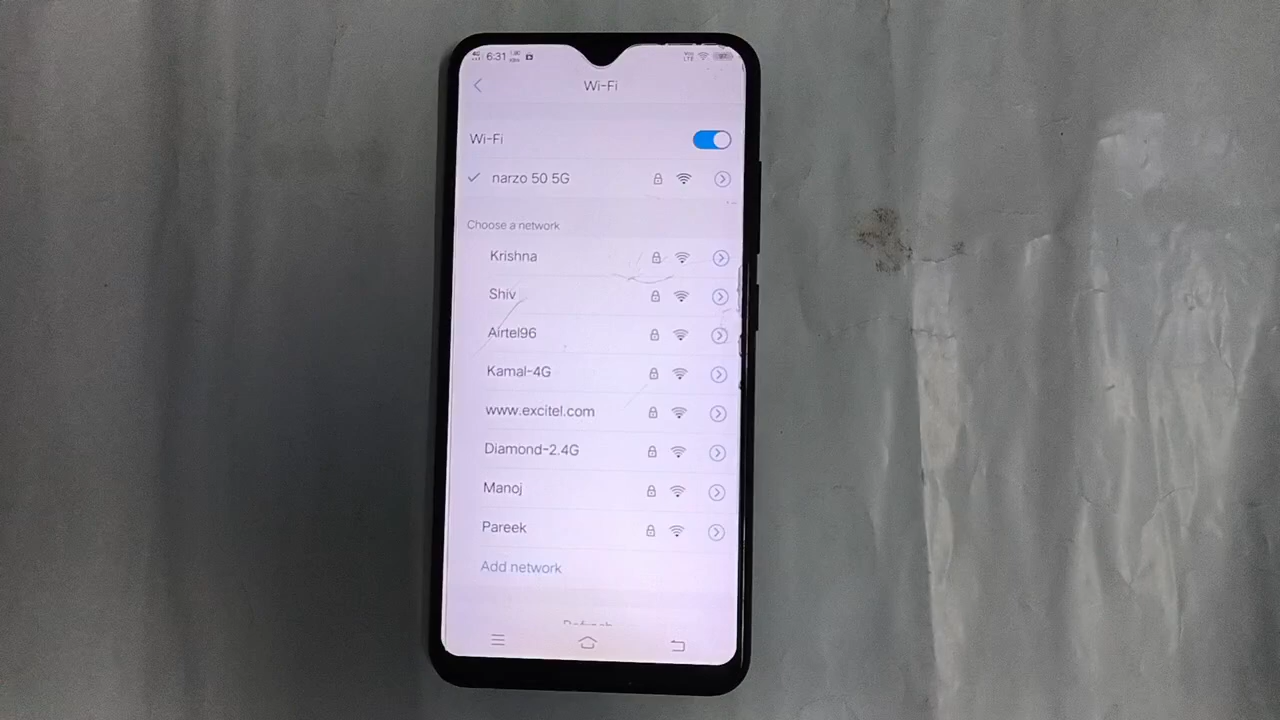 6:31
Wi-Fi
Wi-Fi
narzo 50 5G
Choose a network
Krishna
Shiv
Airtel96
Kamal-4G
www.excitel.com
Diamond-2.4G
Manoj
Pareek
Add network